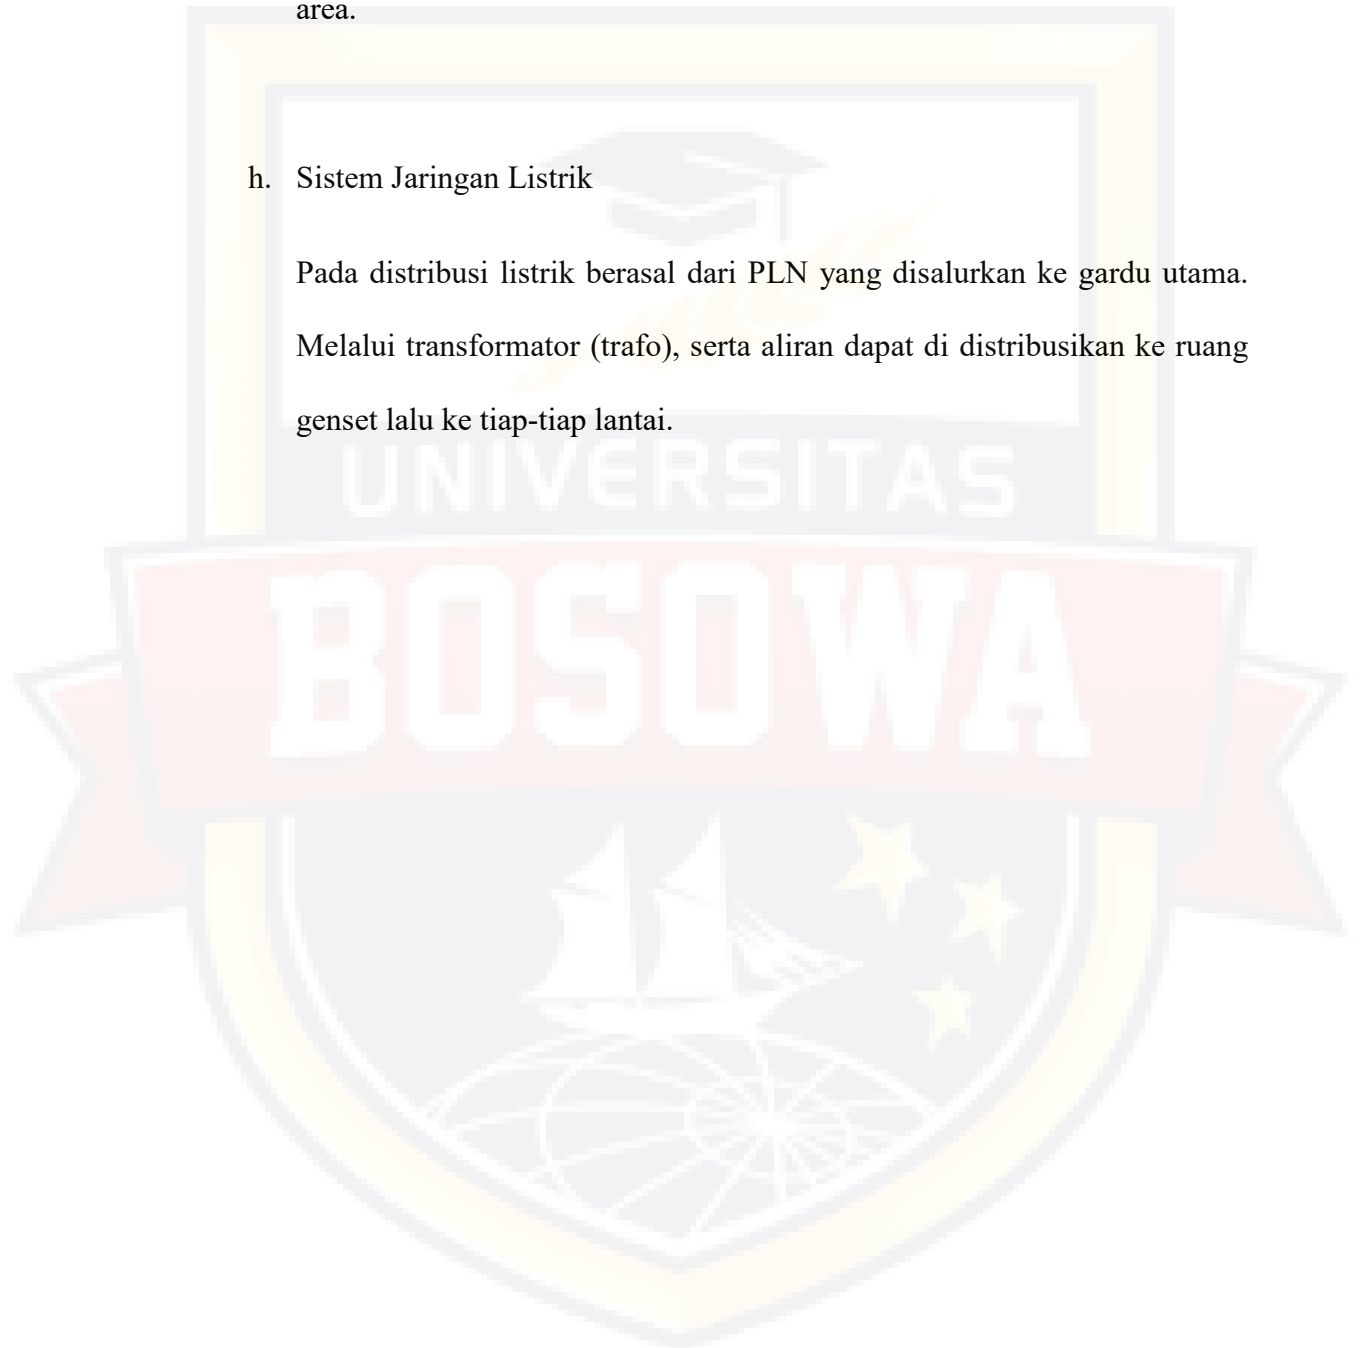 area.
h. Sistem Jaringan Listrik
Pada distribusi listrik berasal dari PLN yang disalurkan ke gardu utama.
Melalui transformator (trafo), serta aliran dapat di distribusikan ke ruang
genset lalu ke tiap-tiap lantai.
UNIVERSITAS
BOSOWA